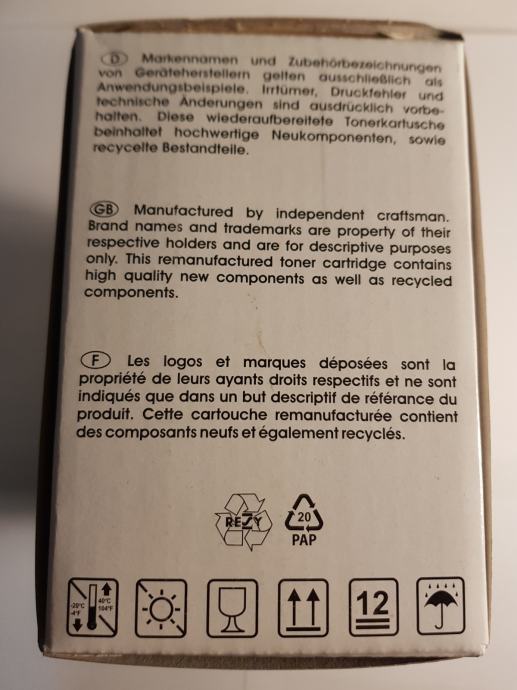 D Markennamen und Zubehörbezeichnungen
von Geräteherstellern gelten ausschließlich als
Anwendungsbeispiele. Irrtümer, Druckfehler und
technische Änderungen sind ausdrücklich vorbe-
halten. Diese wiederaufbereitete Tonerkartusche
beinhaltet hochwertige Neukomponenten, sowie
recycelte Bestandteile.
GB Manufactured by independent craftsman.
Brand names and trademarks are property of their
respective holders and are for descriptive purposes
only. This remanufactured toner cartridge contains
high quality new components as well as recycled
components.
F Les logos et marques déposées sont la
propriété de leurs ayants droits respectifs et ne sont
indiqués que dans un but descriptif de référance du
produit. Cette cartouche remanufacturée contient
des composants neufs et également recyclés.
RESY
20
PAP
-20°C 40°C
-4°F 104°F
12